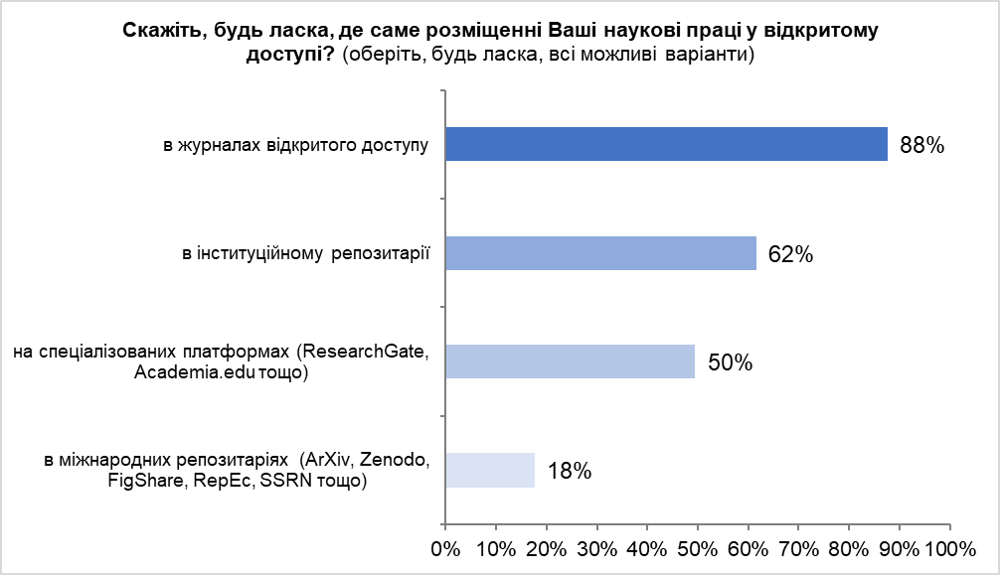 Скажіть, будь ласка, де саме розміщенні Ваші наукові праці у відкритому
доступі? (оберіть, будь ласка, всі можливі варіанти)
в журналах відкритого доступу
88%
в інституційному репозитарії
62%
на спеціалізованих платформах (ResearchGate,
Academia.edu тощо)
50%
в міжнародних репозитаріях (ArXiv, Zenodo,
FigShare, RepEc, SSRN тощо)
18%
0% 10% 20% 30% 40% 50% 60% 70% 80% 90% 100%